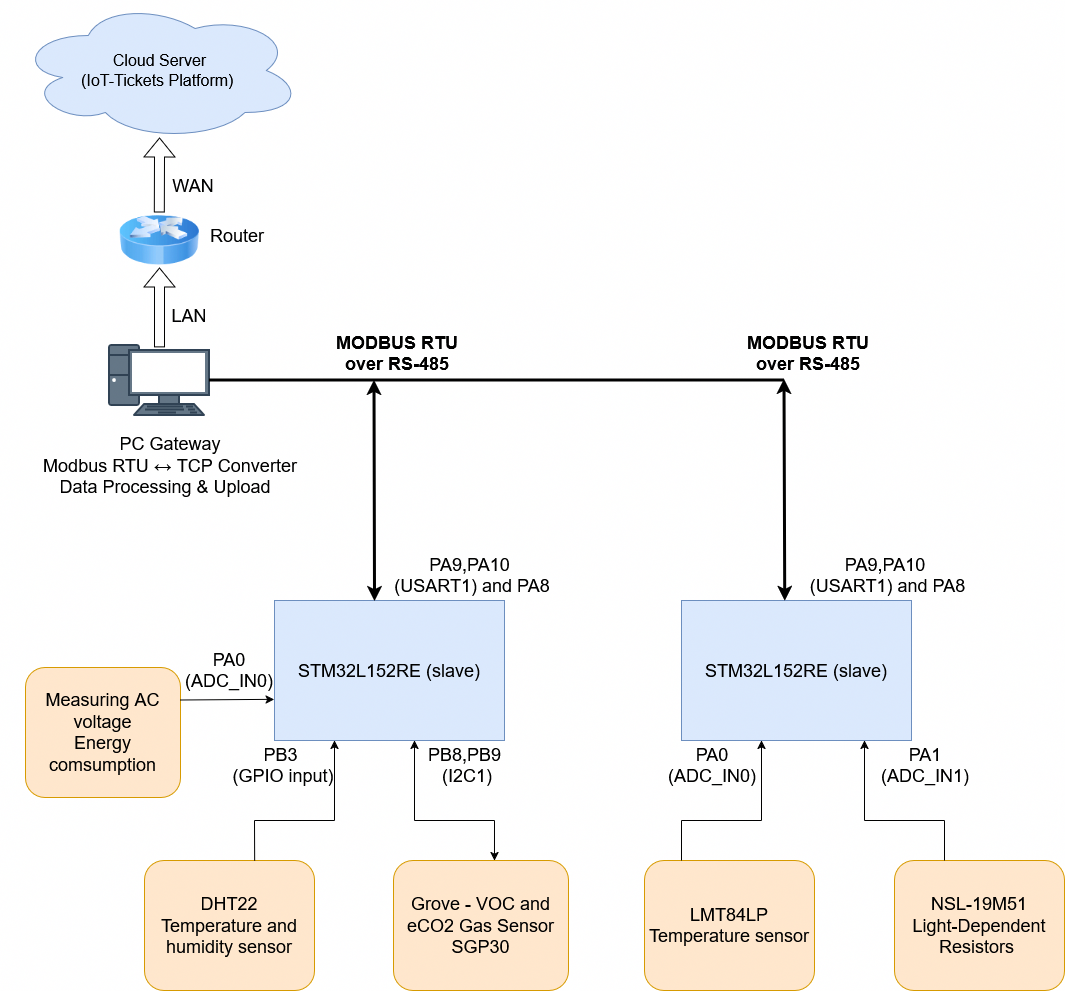 Cloud Server
(IoT-Tickets Platform)
WAN
Router
LAN
MODBUS RTU
over RS-485
MODBUS RTU
over RS-485
PC Gateway
Modbus RTU ↔ TCP Converter
Data Processing & Upload
PA9,PA10
(USART1) and PA8
PA9,PA10
(USART1) and PA8
STM32L152RE (slave)
STM32L152RE (slave)
PA0
(ADC_IN0)
Measuring AC
voltage
Energy
comsumption
PB3
(GPIO input)
PB8,PB9
(I2C1)
PA0
(ADC_IN0)
PA1
(ADC_IN1)
DHT22
Temperature and
humidity sensor
Grove - VOC and
eCO2 Gas Sensor
SGP30
LMT84LP
Temperature sensor
NSL-19M51
Light-Dependent
Resistors